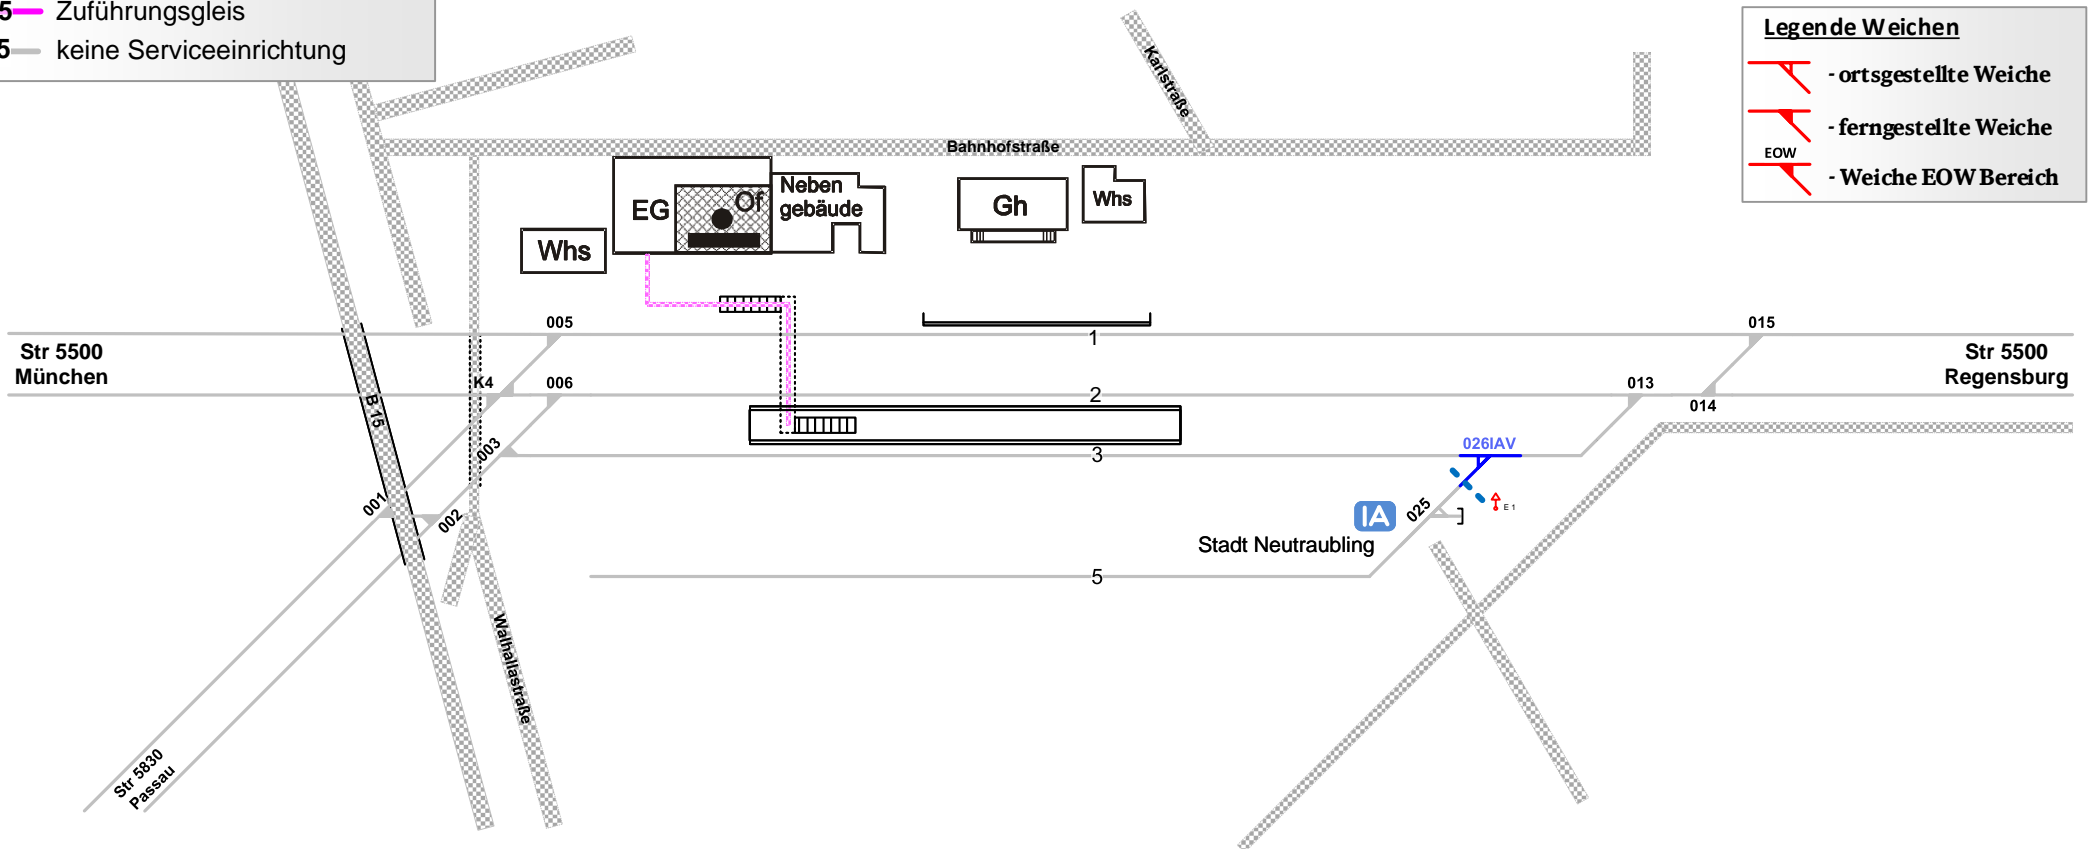 5 Zuführungsgleis
5 keine Serviceeinrichtung
Legende Weichen
- ortsgestellte Weiche
- ferngestellte Weiche
EOW
- Weiche EOW Bereich
Karlstraße
Bahnhofstraße
EG
Of
Neben
gebäude
Whs
Gh
Whs
005
015
1
Str 5500
München
Str 5500
Regensburg
K4
006
2
013
014
B 15
003
3
026IAV
001
002
IA
025
E 1
Stadt Neutraubling
5
Walhallastraße
Str 5830
Passau